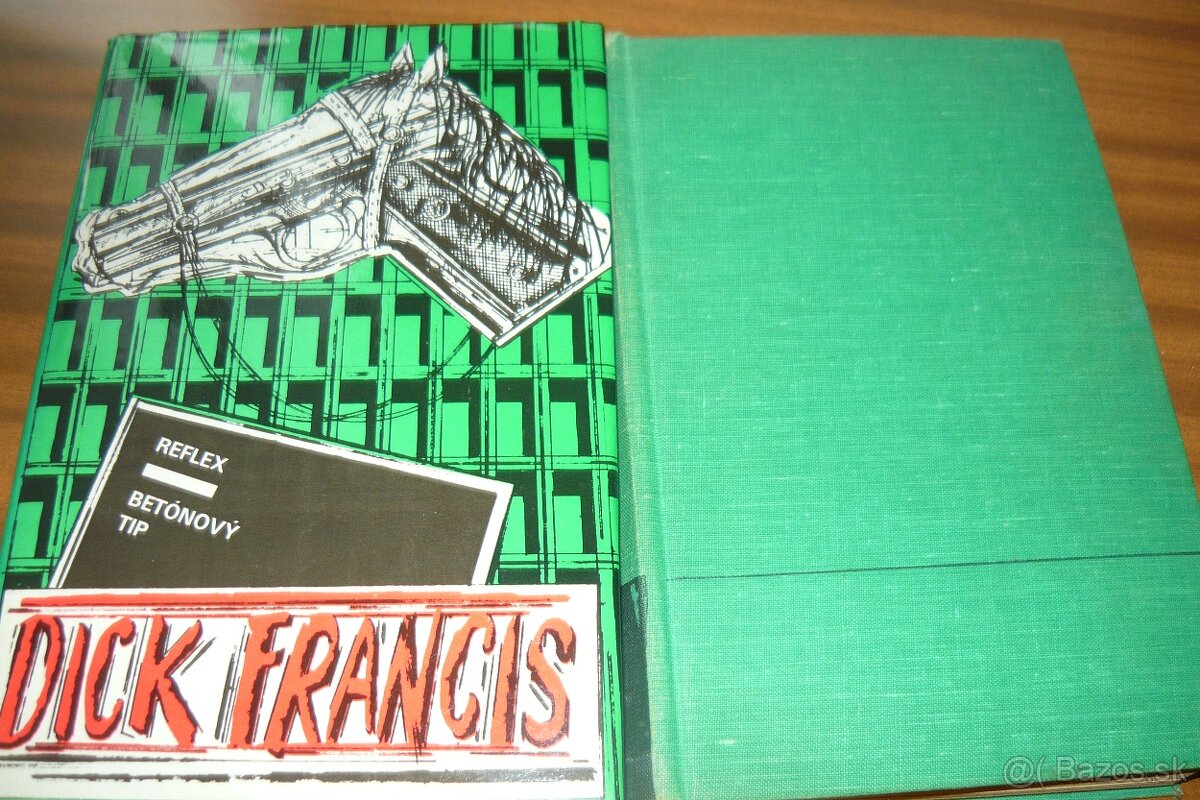 REFLEX
BETÓNOVÝ
TIP
DICK FRANCIS
@( Bazos.sk